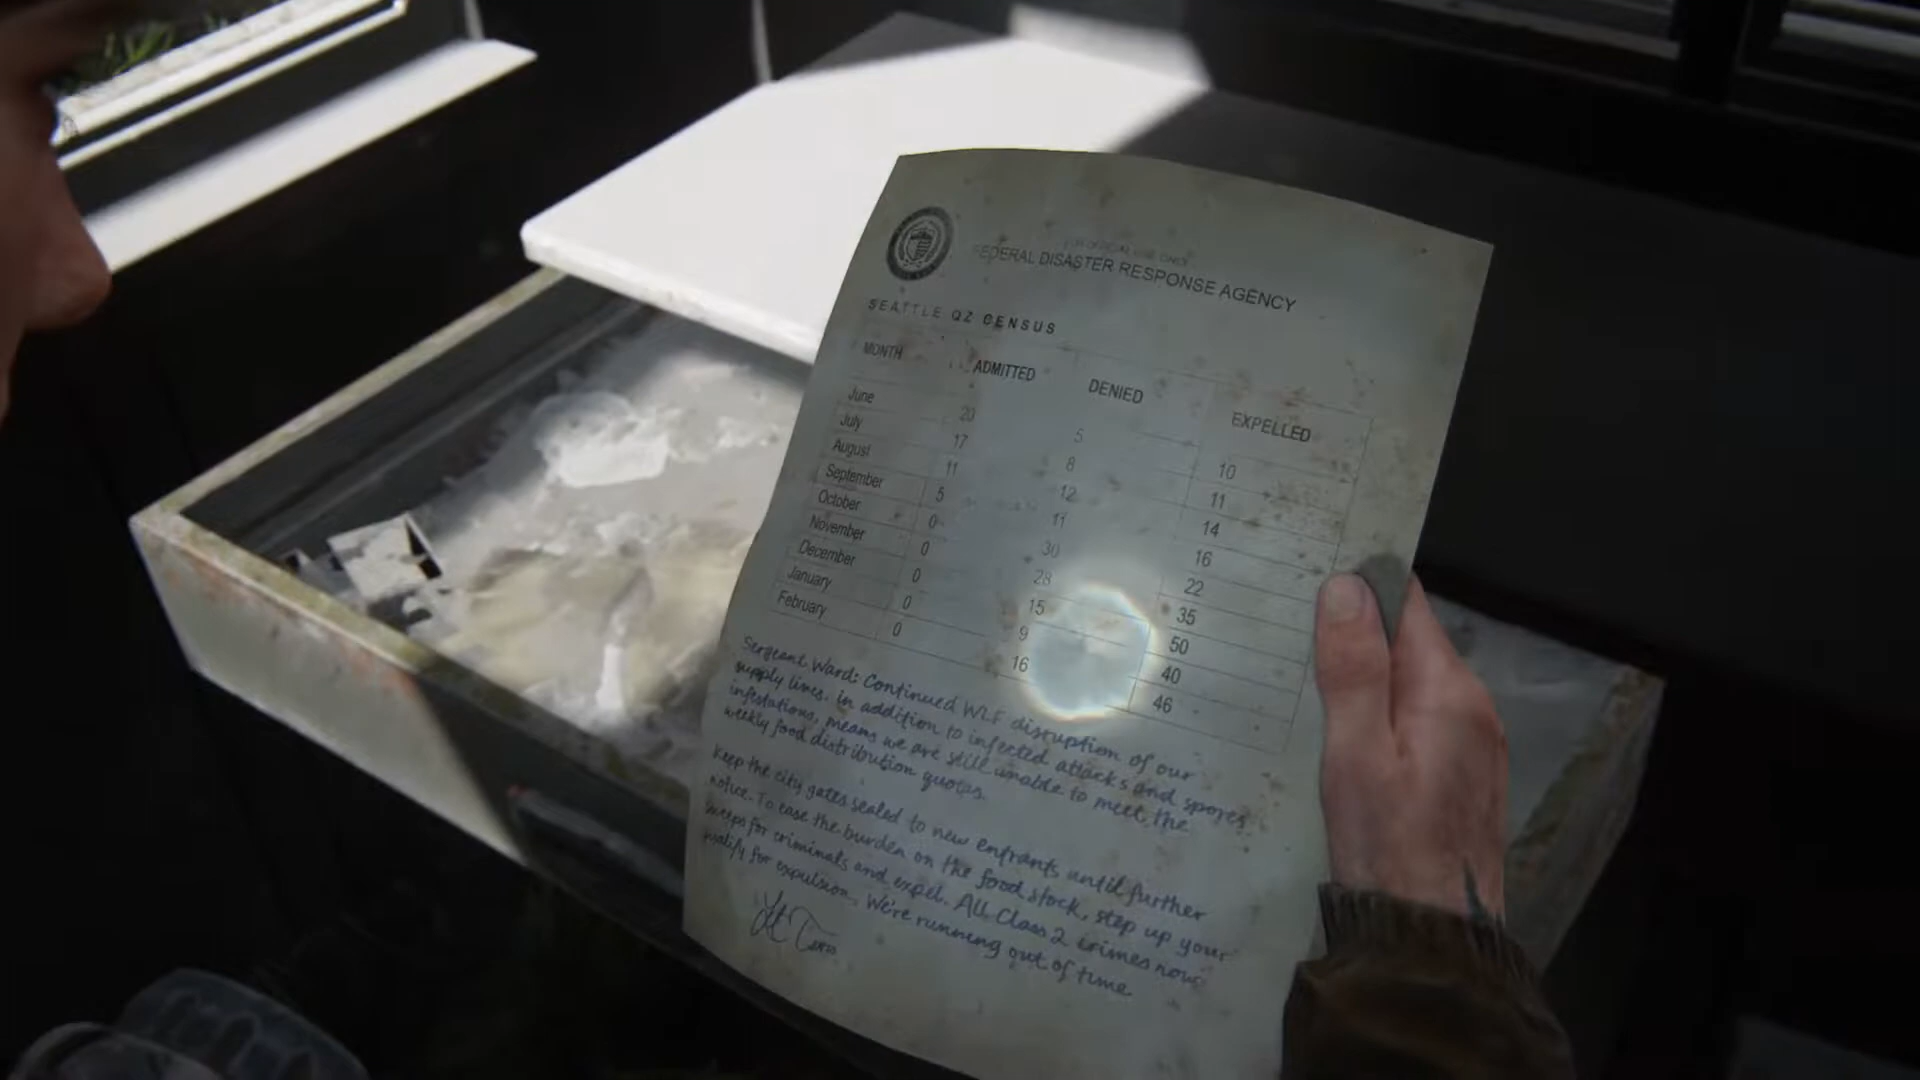 FOR OFFICIAL USE ONLY
FEDERAL DISASTER RESPONSE AGENCY
SEATTLE QZ CENSUS
MONTH ADMITTED DENIED EXPELLED
June 20 5 10
July 17 8 11
August 11 12 14
September 5 11 16
October 0 30 22
November 0 28 35
December 0 15 50
January 0 9 40
February 0 16 46
Sergeant Ward: Continued WLF disruption of our
supply lines, in addition to infected attacks and spores
infestations, means we are still unable to meet the
weekly food distribution quotas.
Keep the city gates sealed to new entrants until further
notice. To ease the burden on the food stock, step up your
sweeps for criminals and expel. All Class 2 crimes now
qualify for expulsion. We're running out of time
Lt